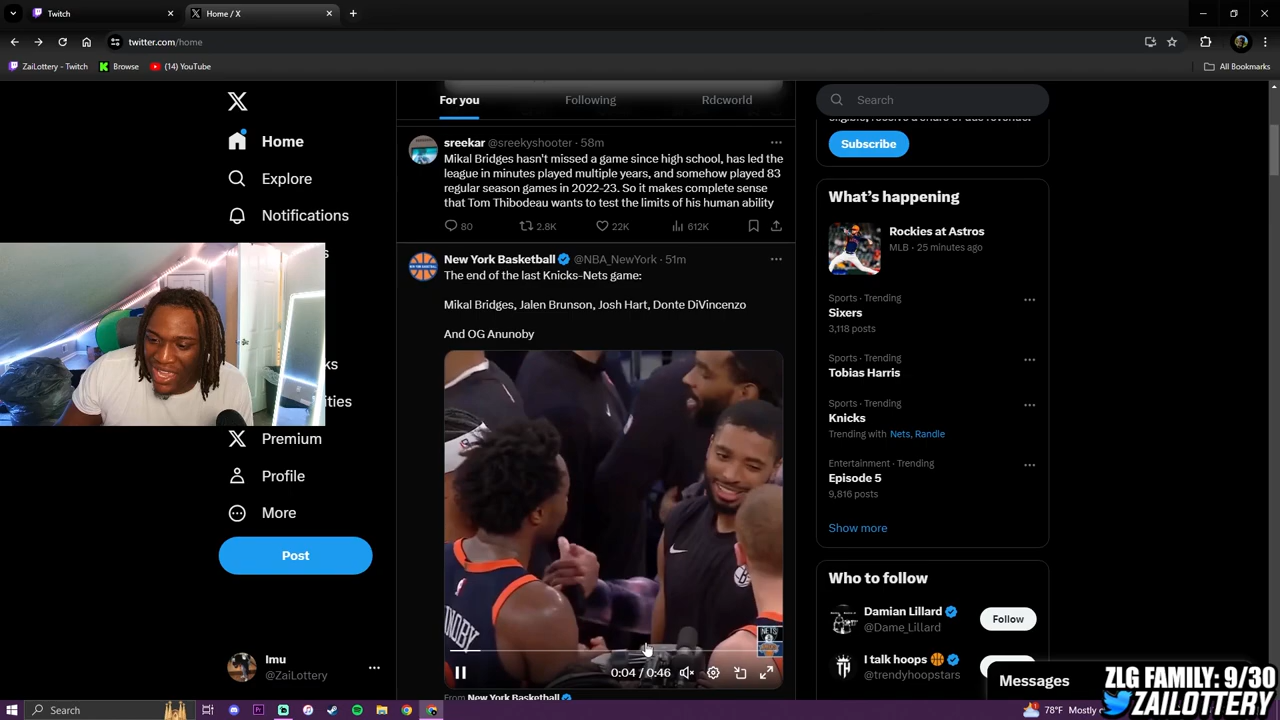 Twitch
Home / X
twitter.com/home
ZaiLottery - Twitch
Browse
(14) YouTube
All Bookmarks
For you
Following
Rdcworld
Search
Subscribe
Home
Explore
Notifications
Premium
Profile
More
Post
Imu
@ZaiLottery
sreekar @sreekyshooter · 58m
Mikal Bridges hasn't missed a game since high school, has led the
league in minutes played multiple years, and somehow played 83
regular season games in 2022-23. So it makes complete sense
that Tom Thibodeau wants to test the limits of his human ability
80
2.8K
22K
612K
New York Basketball @NBA_NewYork · 51m
The end of the last Knicks-Nets game:
Mikal Bridges, Jalen Brunson, Josh Hart, Donte DiVincenzo
And OG Anunoby
NETS
0:04 / 0:46
From New York Basketball
What's happening
Rockies at Astros
MLB · 25 minutes ago
Sports · Trending
Sixers
3,118 posts
Sports · Trending
Tobias Harris
Sports · Trending
Knicks
Trending with Nets, Randle
Entertainment · Trending
Episode 5
9,816 posts
Show more
Who to follow
Damian Lillard
@Dame_Lillard
Follow
I talk hoops
@trendyhoopstars
Messages
ZLG FAMILY: 9/30
ZAILOTTERY
Search
78°F Mostly